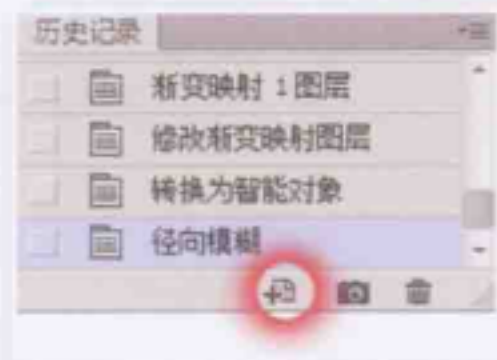 历史记录
渐变映射 1 图层
修改渐变映射图层
转换为智能对象
径向模糊